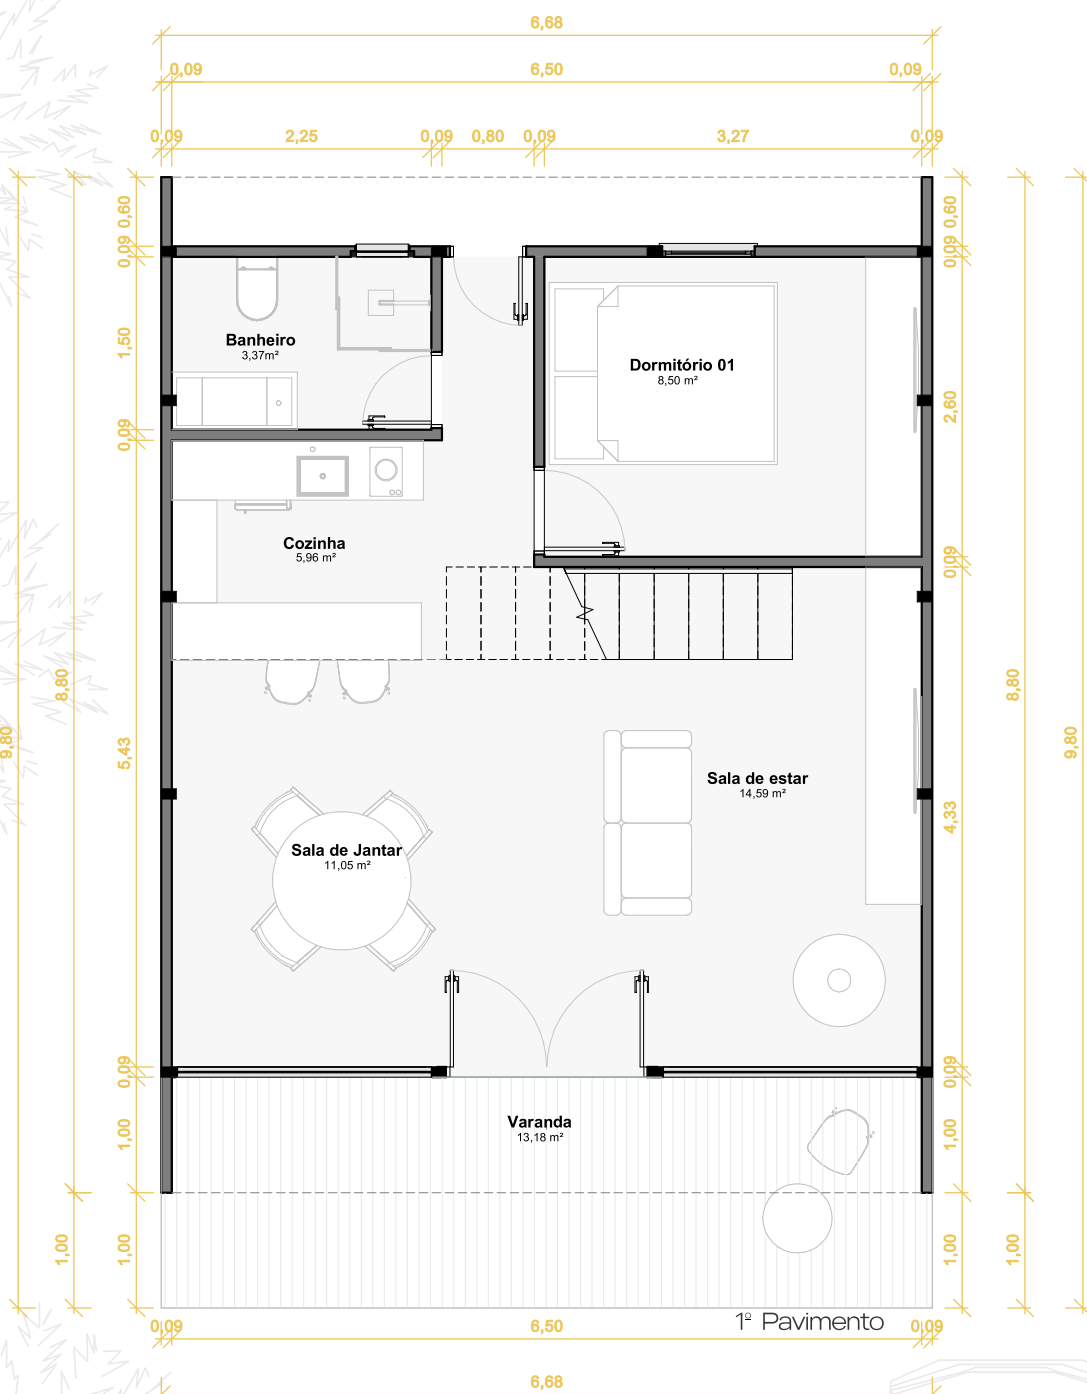 6,68
0,09
6,50
0,09
0,09
2,25
0,09
0,80
0,09
3,27
0,09
0,60
0,60
0,09
0,09
1,50
Banheiro
3,37m²
Dormitório 01
8,50 m²
2,60
0,09
Cozinha
5,96 m²
0,09
8,80
8,80
9,80
9,80
5,43
Sala de estar
14,59 m²
4,33
Sala de Jantar
11,05 m²
0,09
0,09
1,00
Varanda
13,18 m²
1,00
1,00
1,00
1,00
1,00
0,09
6,50
1º Pavimento
0,09
6,68